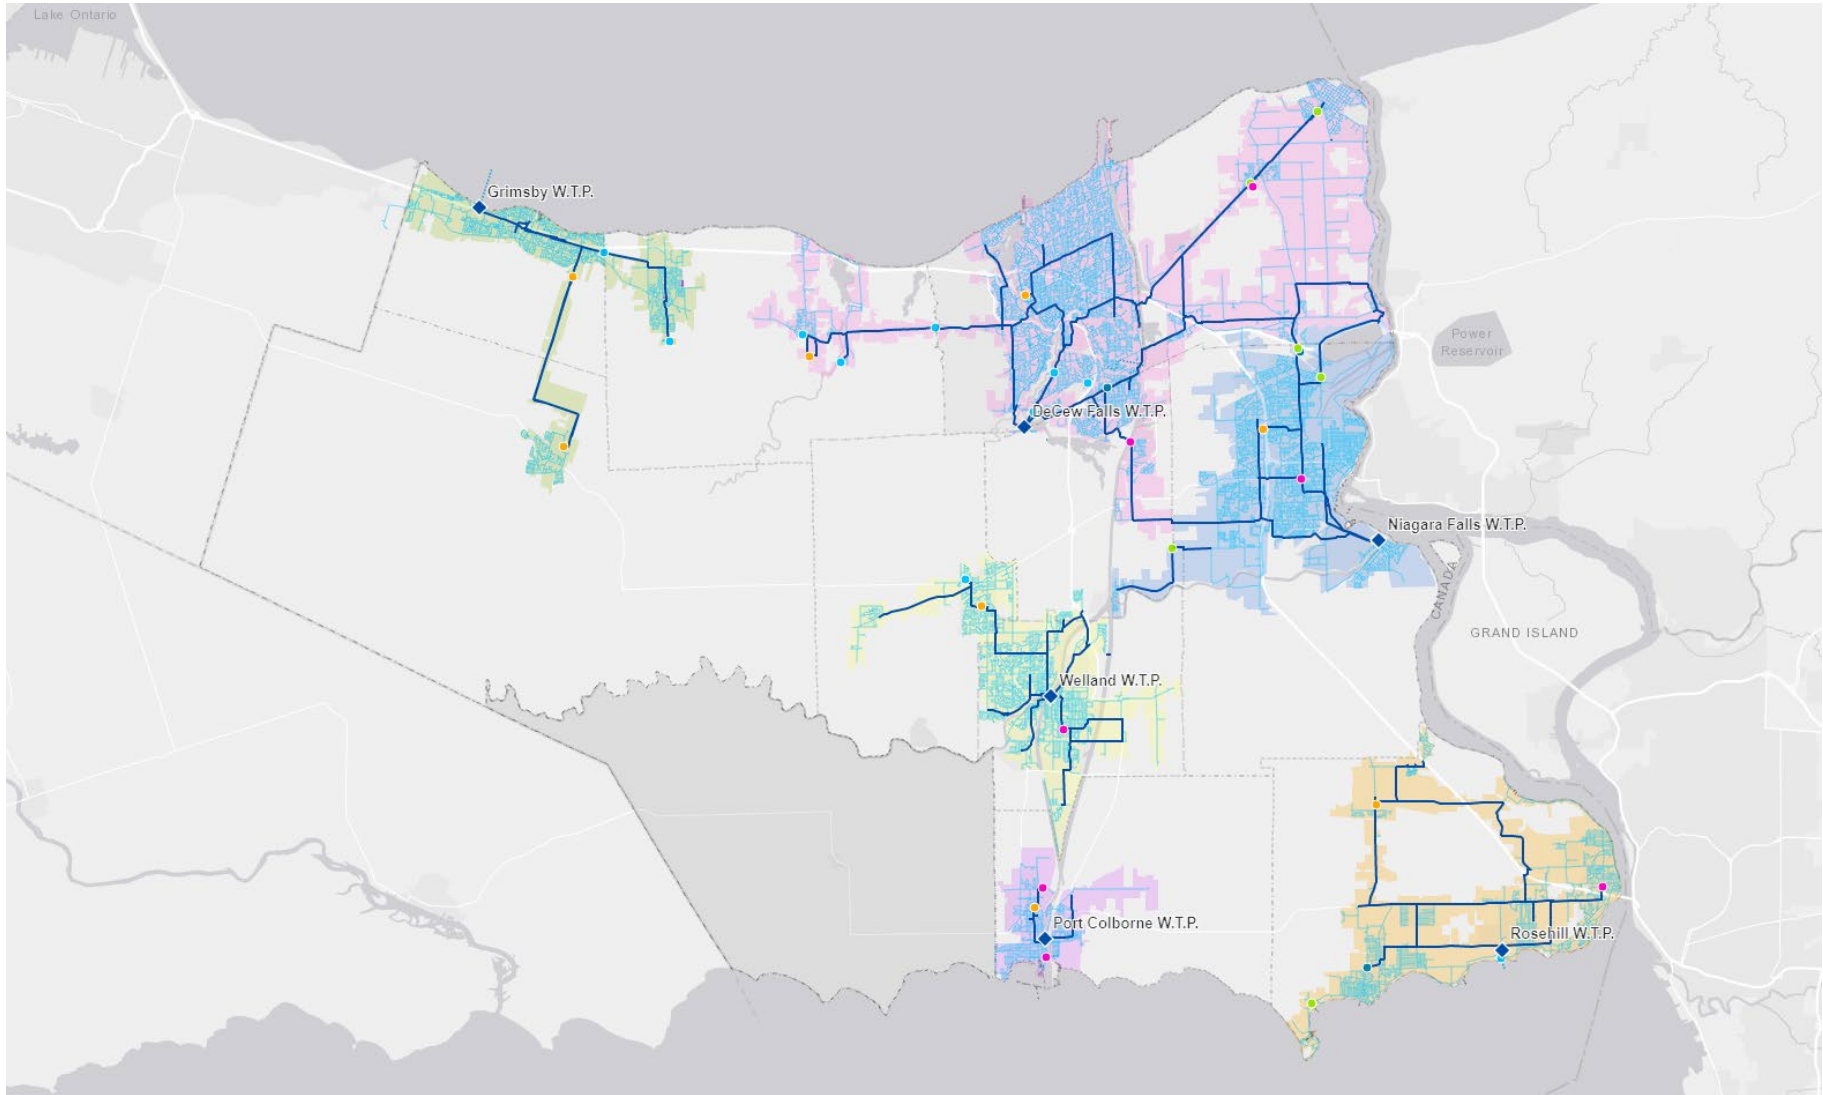 Lake Ontario
Grimsby W.T.P.
Power
Reservoir
DeCew Falls W.T.P.
Niagara Falls W.T.P.
CANADA
GRAND ISLAND
Welland W.T.P.
Port Colborne W.T.P.
Rosehill W.T.P.